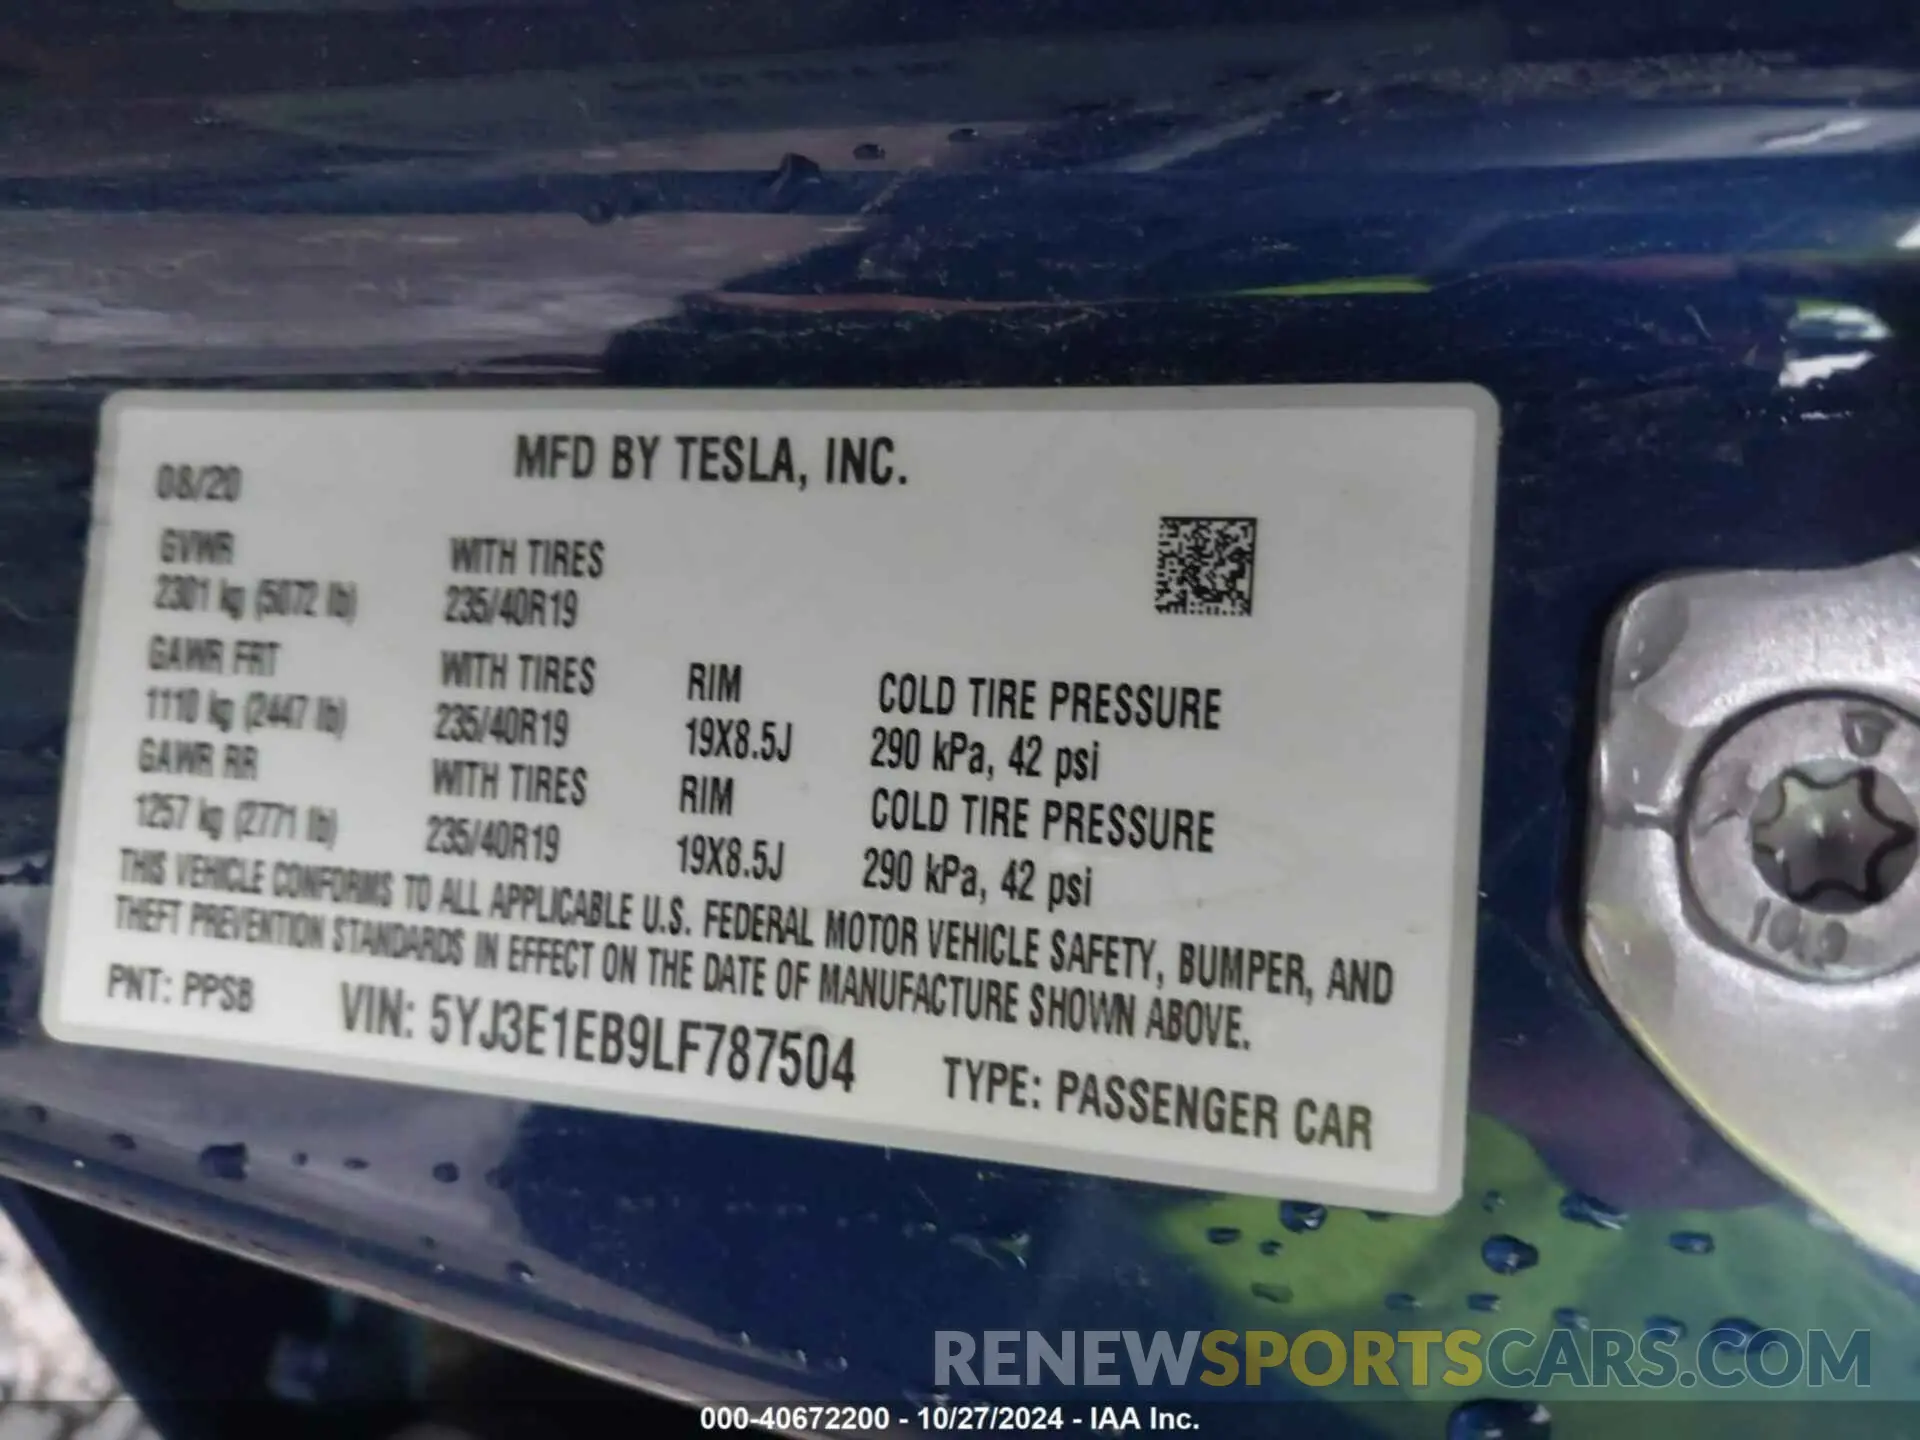 MFD BY TESLA, INC.
08/20
GVWR WITH TIRES
2301 kg (5072 lb) 235/40R19
GAWR FRT WITH TIRES RIM COLD TIRE PRESSURE
1110 kg (2447 lb) 235/40R19 19X8.5J 290 kPa, 42 psi
GAWR RR WITH TIRES RIM COLD TIRE PRESSURE
1257 kg (2771 lb) 235/40R19 19X8.5J 290 kPa, 42 psi
THIS VEHICLE CONFORMS TO ALL APPLICABLE U.S. FEDERAL MOTOR VEHICLE SAFETY, BUMPER, AND
THEFT PREVENTION STANDARDS IN EFFECT ON THE DATE OF MANUFACTURE SHOWN ABOVE.
PNT: PPSB VIN: 5YJ3E1EB9LF787504 TYPE: PASSENGER CAR
10.9
RENEWSPORTSCARS.COM
000-40672200 - 10/27/2024 - IAA Inc.